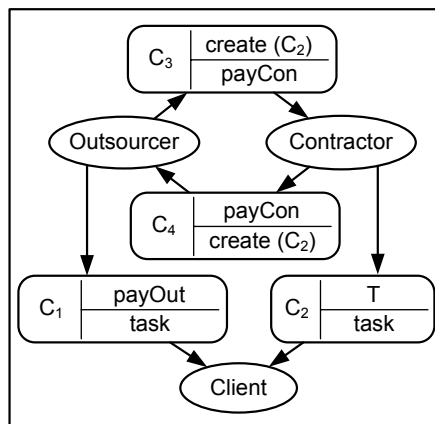 C₃
create (C₂)
payCon
Outsourcer
Contractor
C₄
payCon
create (C₂)
C₁
payOut
task
C₂
T
task
Client